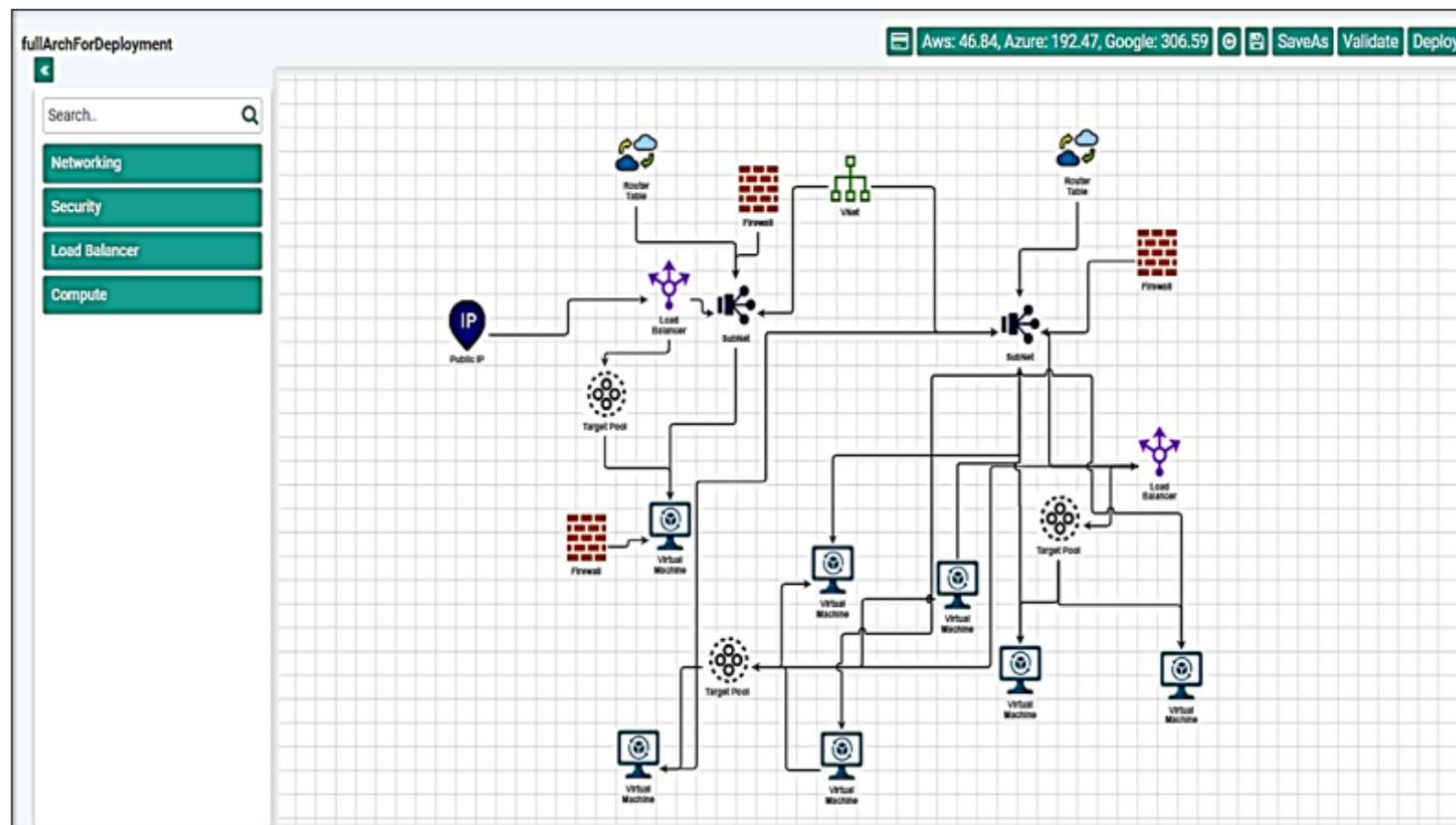 fullArchForDeployment
Aws: 46.84, Azure: 192.47, Google: 306.59
SaveAs
Validate
Deploy
Search..
Networking
Security
Load Balancer
Compute
Router
Table
Firewall
VNet
Router
Table
Firewall
IP
Public IP
Load
Balancer
SubNet
SubNet
Target Pool
Load
Balancer
Firewall
Virtual
Machine
Target Pool
Virtual
Machine
Virtual
Machine
Target Pool
Virtual
Machine
Virtual
Machine
Virtual
Machine
Virtual
Machine